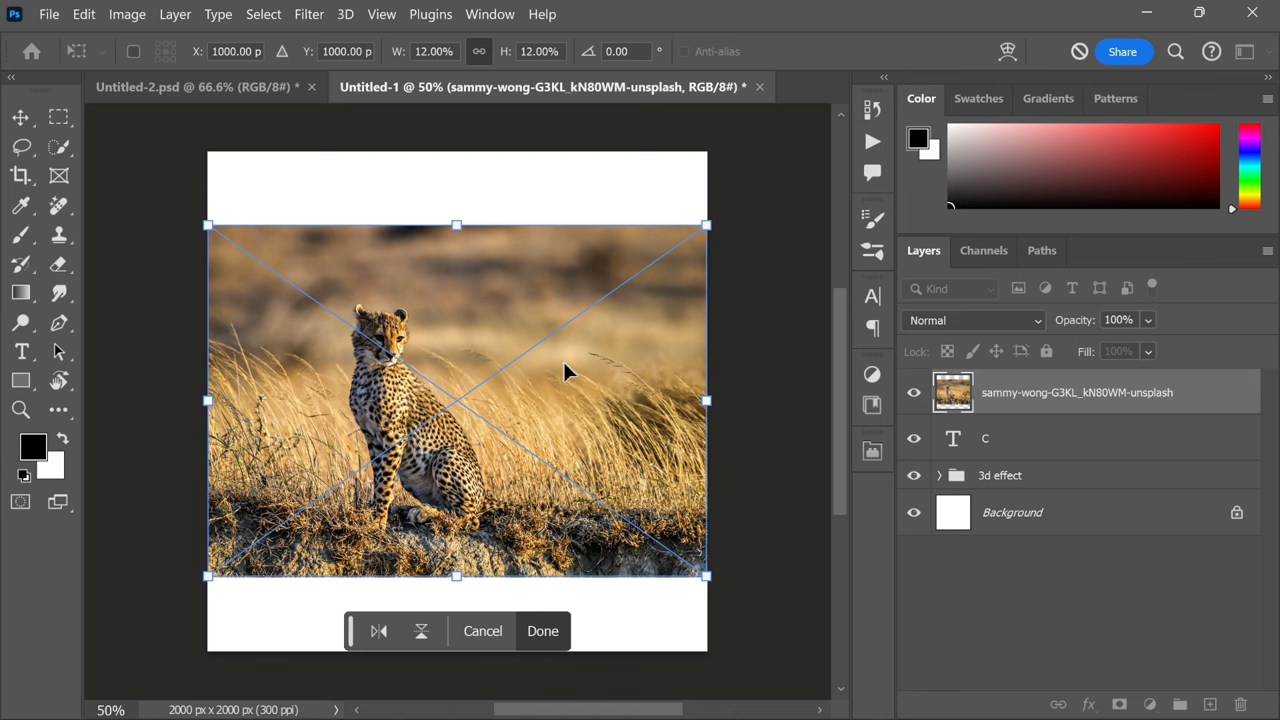 Ps File Edit Image Layer Type Select Filter 3D View Plugins Window Help
X: 1000.00 p Y: 1000.00 p W: 12.00% H: 12.00% 0.00 ° Anti-alias Share
Untitled-2.psd @ 66.6% (RGB/8#) * Untitled-1 @ 50% (sammy-wong-G3KL_kN80WM-unsplash, RGB/8#) *
Color Swatches Gradients Patterns
Layers Channels Paths
Kind
Normal Opacity: 100%
Lock: Fill: 100%
sammy-wong-G3KL_kN80WM-unsplash
C
3d effect
Background
Cancel Done
50% 2000 px x 2000 px (300 ppi)